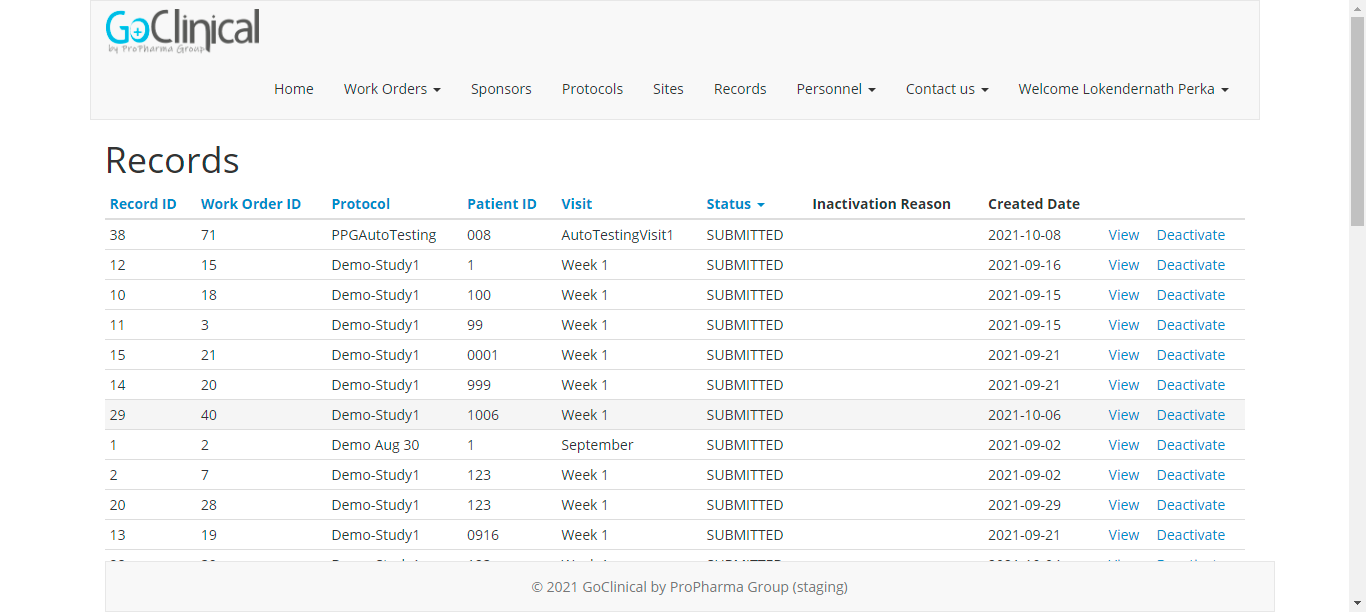 GoClinical
by ProPharma Group
Home Work Orders Sponsors Protocols Sites Records Personnel Contact us Welcome Lokendernath Perka
Records
Record ID Work Order ID Protocol Patient ID Visit Status Inactivation Reason Created Date
38 71 PPGAutoTesting 008 AutoTestingVisit1 SUBMITTED 2021-10-08 View Deactivate
12 15 Demo-Study1 1 Week 1 SUBMITTED 2021-09-16 View Deactivate
10 18 Demo-Study1 100 Week 1 SUBMITTED 2021-09-15 View Deactivate
11 3 Demo-Study1 99 Week 1 SUBMITTED 2021-09-15 View Deactivate
15 21 Demo-Study1 0001 Week 1 SUBMITTED 2021-09-21 View Deactivate
14 20 Demo-Study1 999 Week 1 SUBMITTED 2021-09-21 View Deactivate
29 40 Demo-Study1 1006 Week 1 SUBMITTED 2021-10-06 View Deactivate
1 2 Demo Aug 30 1 September SUBMITTED 2021-09-02 View Deactivate
2 7 Demo-Study1 123 Week 1 SUBMITTED 2021-09-02 View Deactivate
20 28 Demo-Study1 123 Week 1 SUBMITTED 2021-09-29 View Deactivate
13 19 Demo-Study1 0916 Week 1 SUBMITTED 2021-09-21 View Deactivate
© 2021 GoClinical by ProPharma Group (staging)